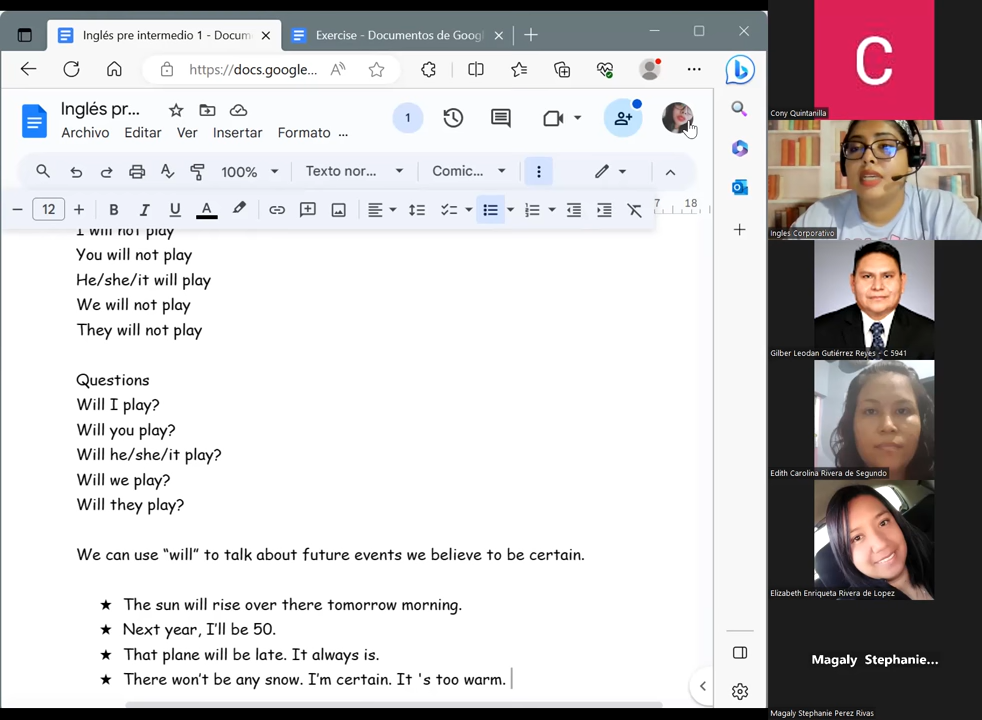 Inglés pre intermedio 1 - Docum
Exercise - Documentos de Goog
https://docs.google...
Inglés pr...
1
Archivo Editar Ver Insertar Formato ...
100% Texto nor... Comic...
12
7 18
I will not play
You will not play
He/she/it will play
We will not play
They will not play
Questions
Will I play?
Will you play?
Will he/she/it play?
Will we play?
Will they play?
We can use “will” to talk about future events we believe to be certain.
★ The sun will rise over there tomorrow morning.
★ Next year, I’ll be 50.
★ That plane will be late. It always is.
★ There won’t be any snow. I’m certain. It 's too warm.
C
Cony Quintanilla
Ingles Corporativo
Gilber Leodan Gutiérrez Reyes - C 5941
Edith Carolina Rivera de Segundo
Elizabeth Enriqueta Rivera de Lopez
Magaly Stephanie...
Magaly Stephanie Perez Rivas